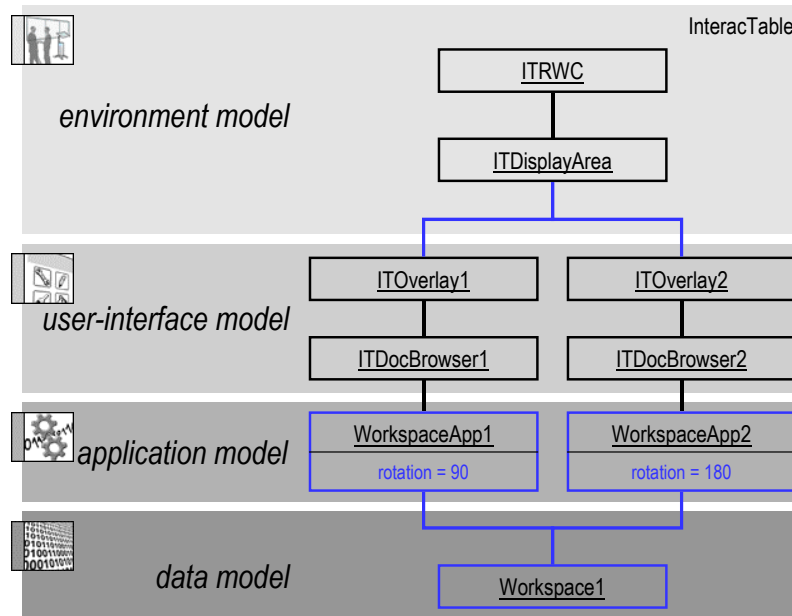 InteracTable
ITRWC
environment model
ITDisplayArea
ITOverlay1
ITOverlay2
user-interface model
ITDocBrowser1
ITDocBrowser2
WorkspaceApp1
WorkspaceApp2
application model
rotation = 90
rotation = 180
data model
Workspace1